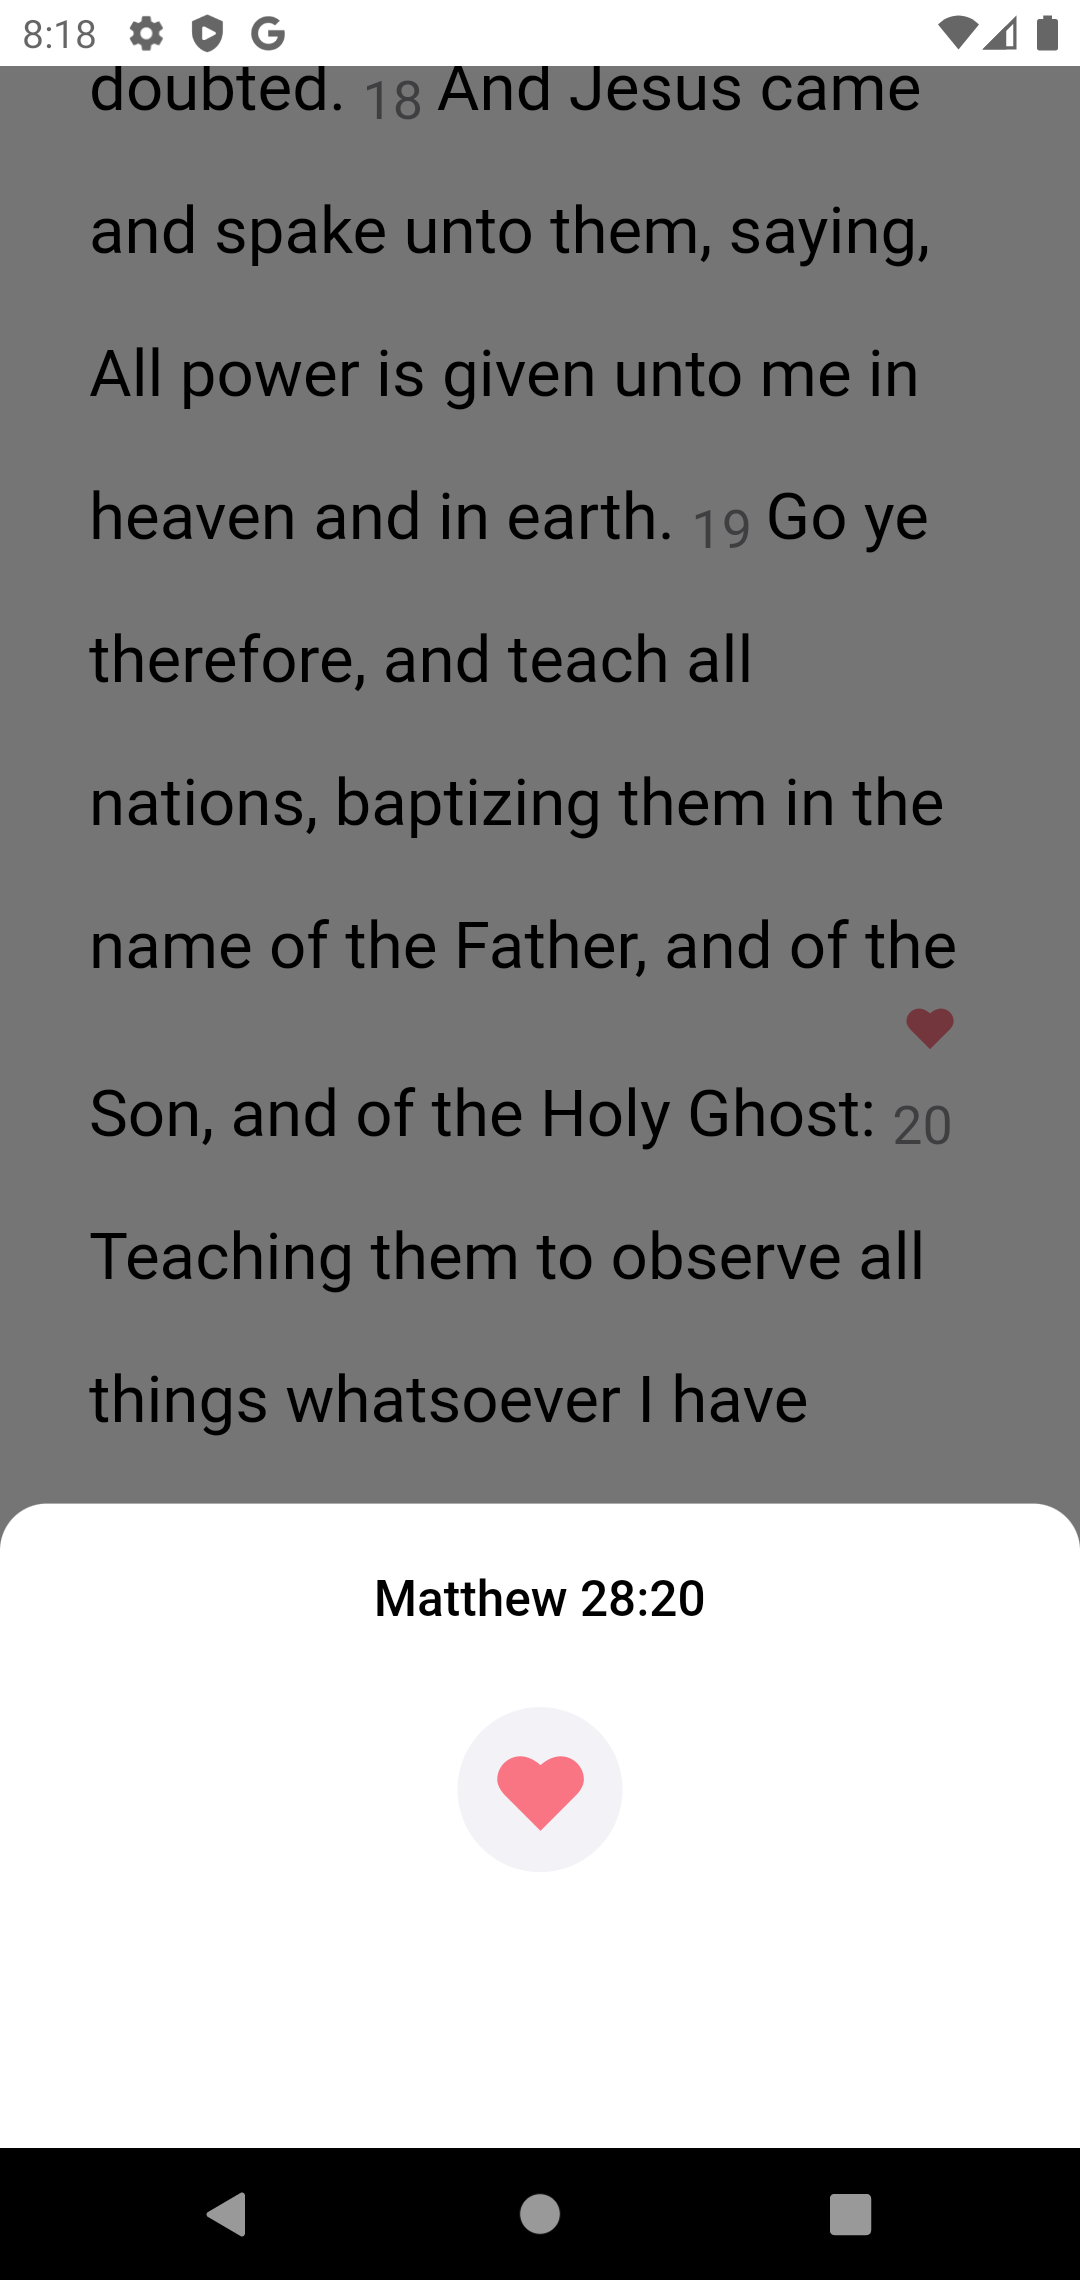 8:18
doubted. 18 And Jesus came
and spake unto them, saying,
All power is given unto me in
heaven and in earth. 19 Go ye
therefore, and teach all
nations, baptizing them in the
name of the Father, and of the
Son, and of the Holy Ghost: 20
Teaching them to observe all
things whatsoever I have
Matthew 28:20